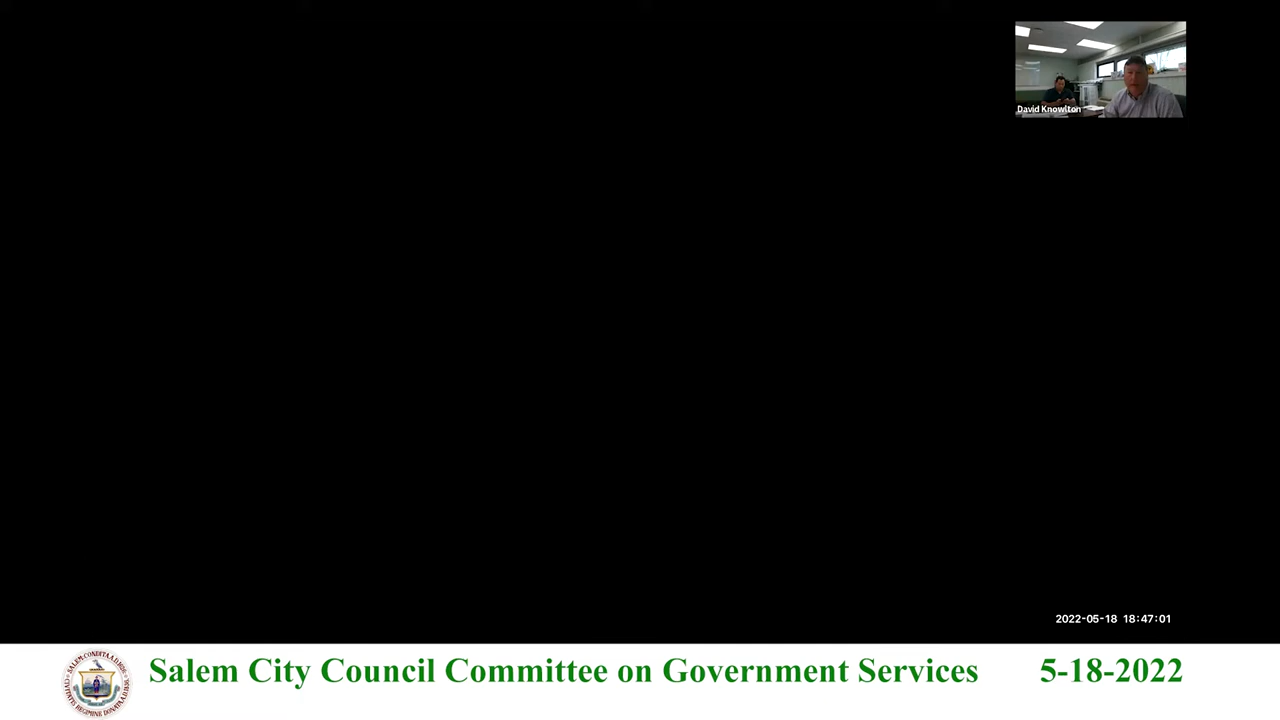 David Knowlton
2022-05-18 18:47:01
Salem City Council Committee on Government Services 5-18-2022